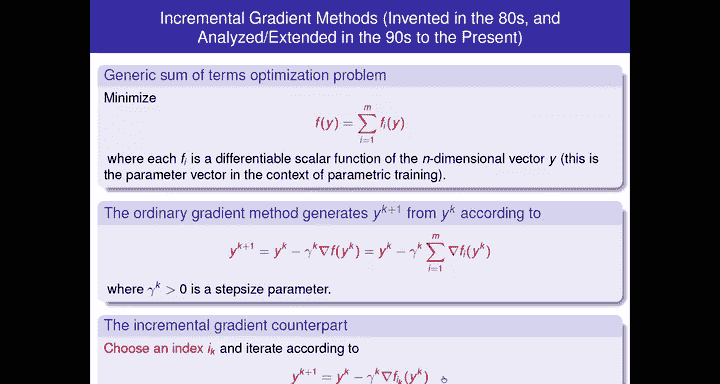 Incremental Gradient Methods (Invented in the 80s, and
Analyzed/Extended in the 90s to the Present)
Generic sum of terms optimization problem
Minimize
f(y) = ∑_{i=1}^{m} f_i(y)
where each f_i is a differentiable scalar function of the n-dimensional vector y (this is
the parameter vector in the context of parametric training).
The ordinary gradient method generates y^{k+1} from y^k according to
y^{k+1} = y^k − γ^k∇f(y^k) = y^k − γ^k ∑_{i=1}^{m} ∇f_i(y^k)
where γ^k > 0 is a stepsize parameter.
The incremental gradient counterpart
Choose an index i_k and iterate according to
y^{k+1} = y^k − γ^k∇f_{i_k}(y^k)